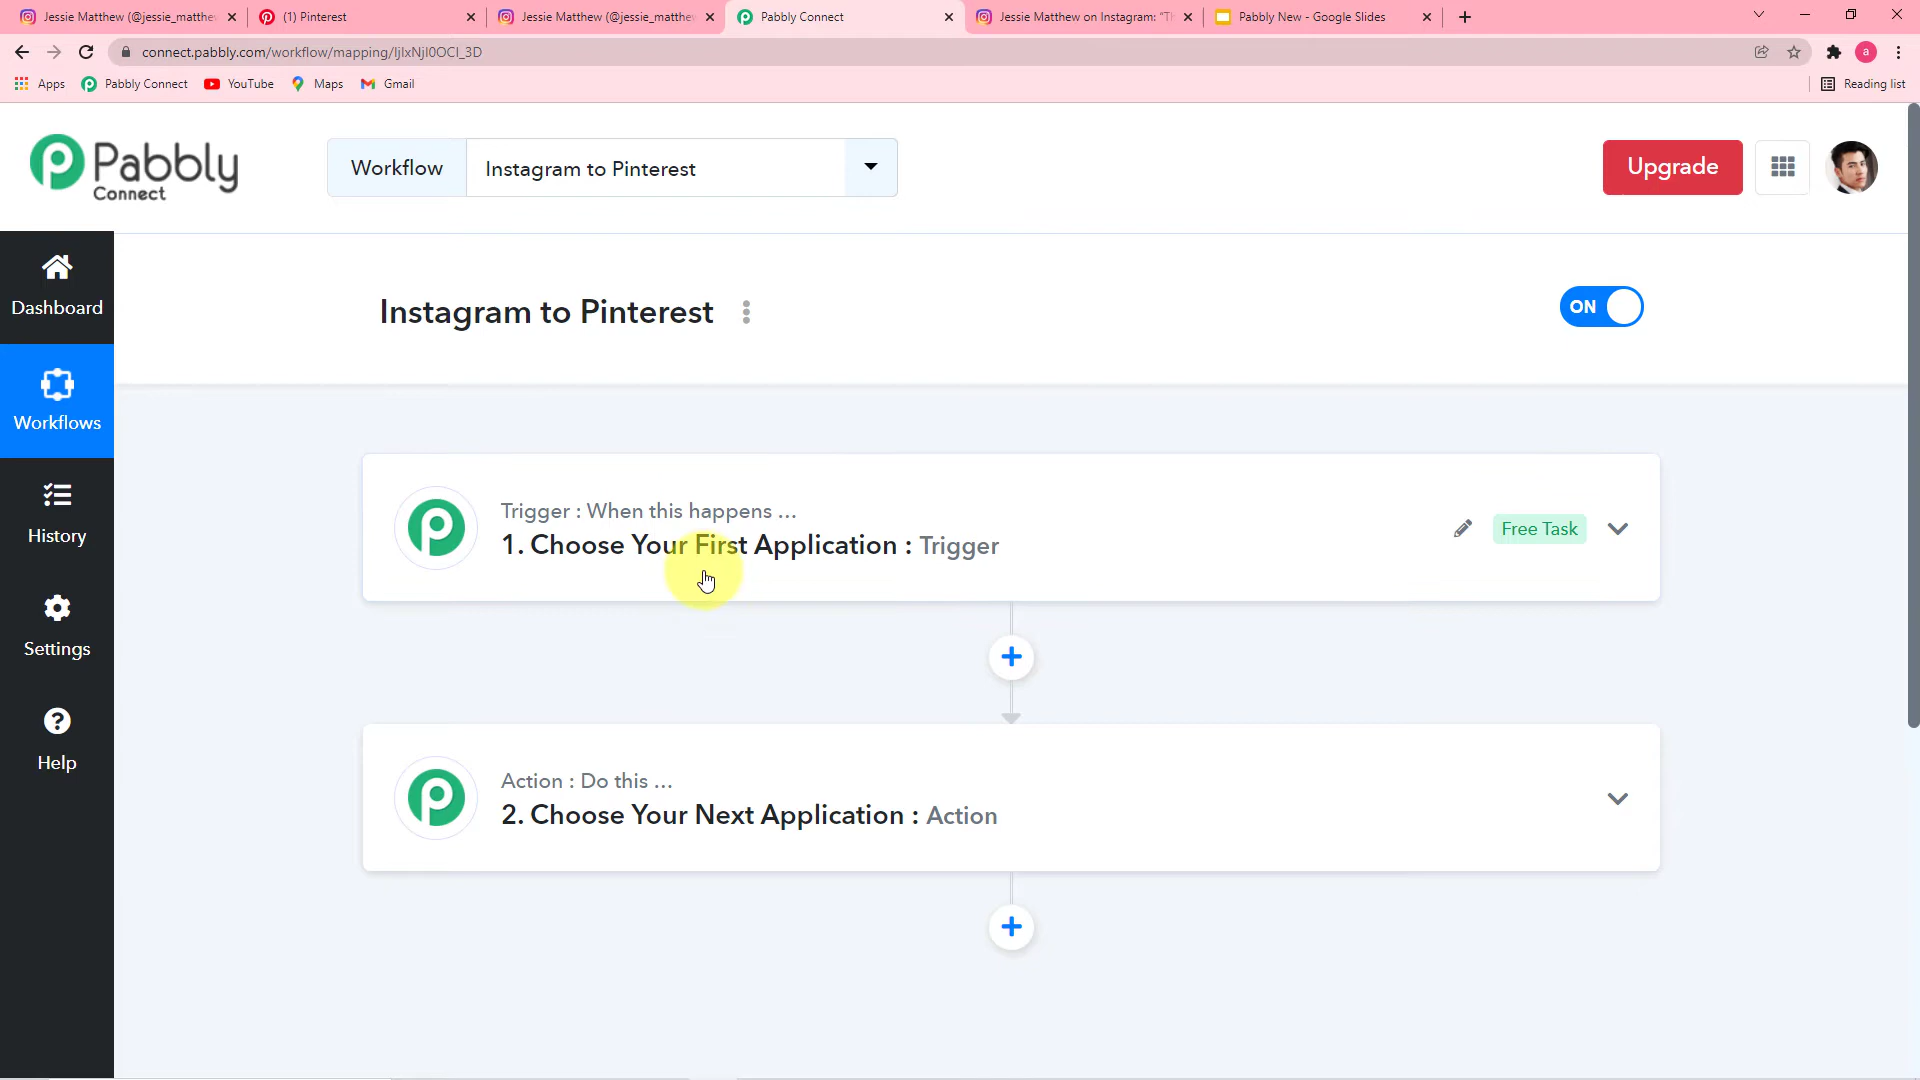 Jessie Matthew (@jessie_matthe
(1) Pinterest
Jessie Matthew (@jessie_matthe
Pabbly Connect
Jessie Matthew on Instagram: "Th
Pabbly New - Google Slides
connect.pabbly.com/workflow/mapping/IjIxNjI0OCI_3D
a
Apps
Pabbly Connect
YouTube
Maps
Gmail
Reading list
Pabbly
Connect
Workflow
Instagram to Pinterest
Upgrade
Dashboard
Workflows
History
Settings
Help
Instagram to Pinterest
ON
Trigger : When this happens ...
1. Choose Your First Application : Trigger
Free Task
Action : Do this ...
2. Choose Your Next Application : Action